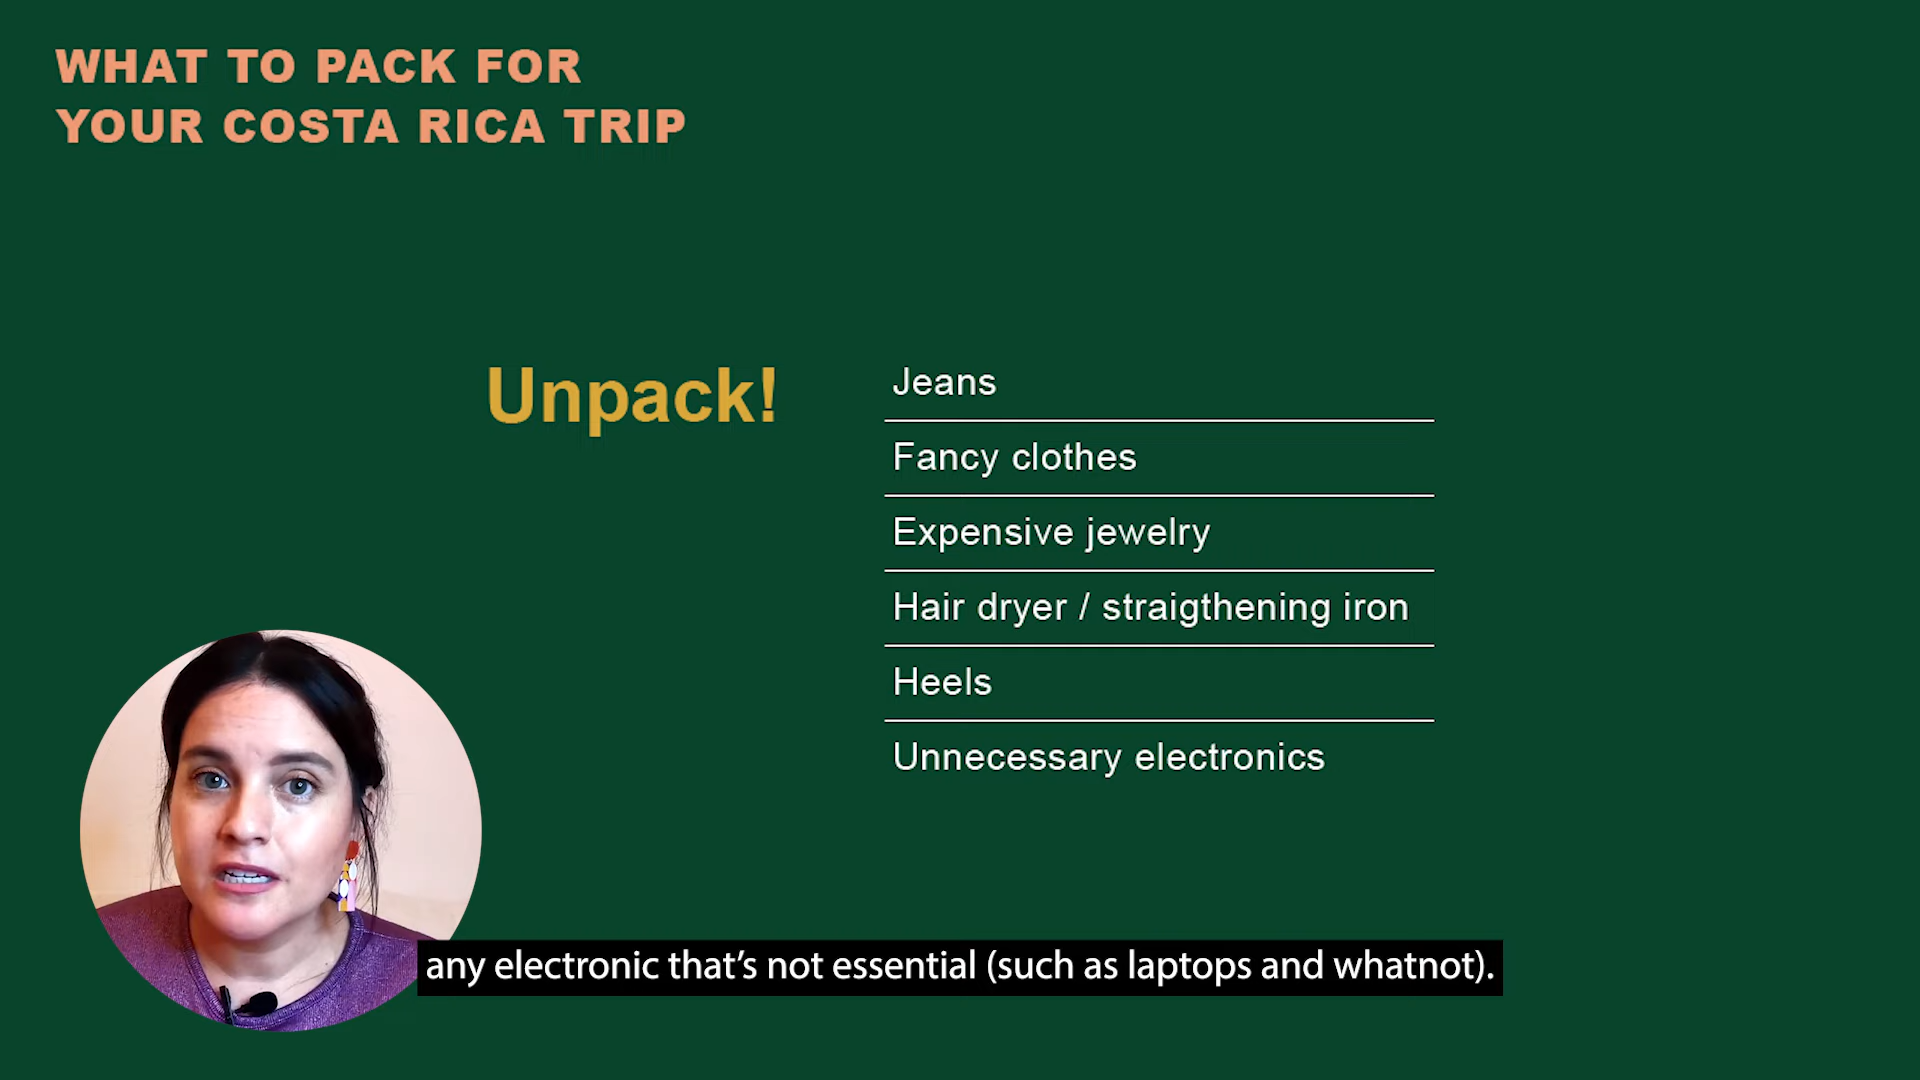 WHAT TO PACK FOR
YOUR COSTA RICA TRIP
Unpack!
Jeans
Fancy clothes
Expensive jewelry
Hair dryer / straigthening iron
Heels
Unnecessary electronics
any electronic that's not essential (such as laptops and whatnot).